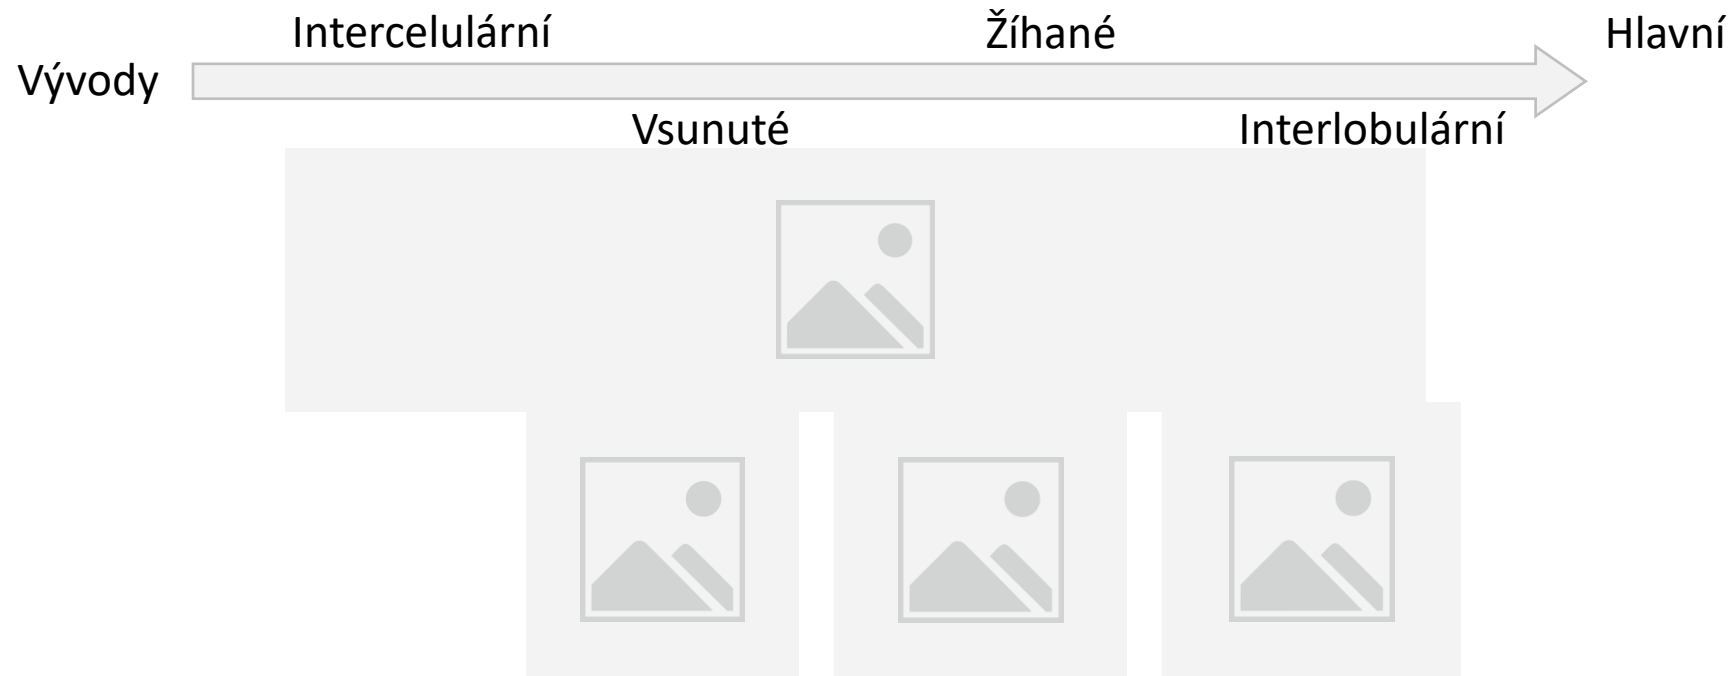 Intercelulární
Žíhané
Hlavní
Vývody
Vsunuté
Interlobulární